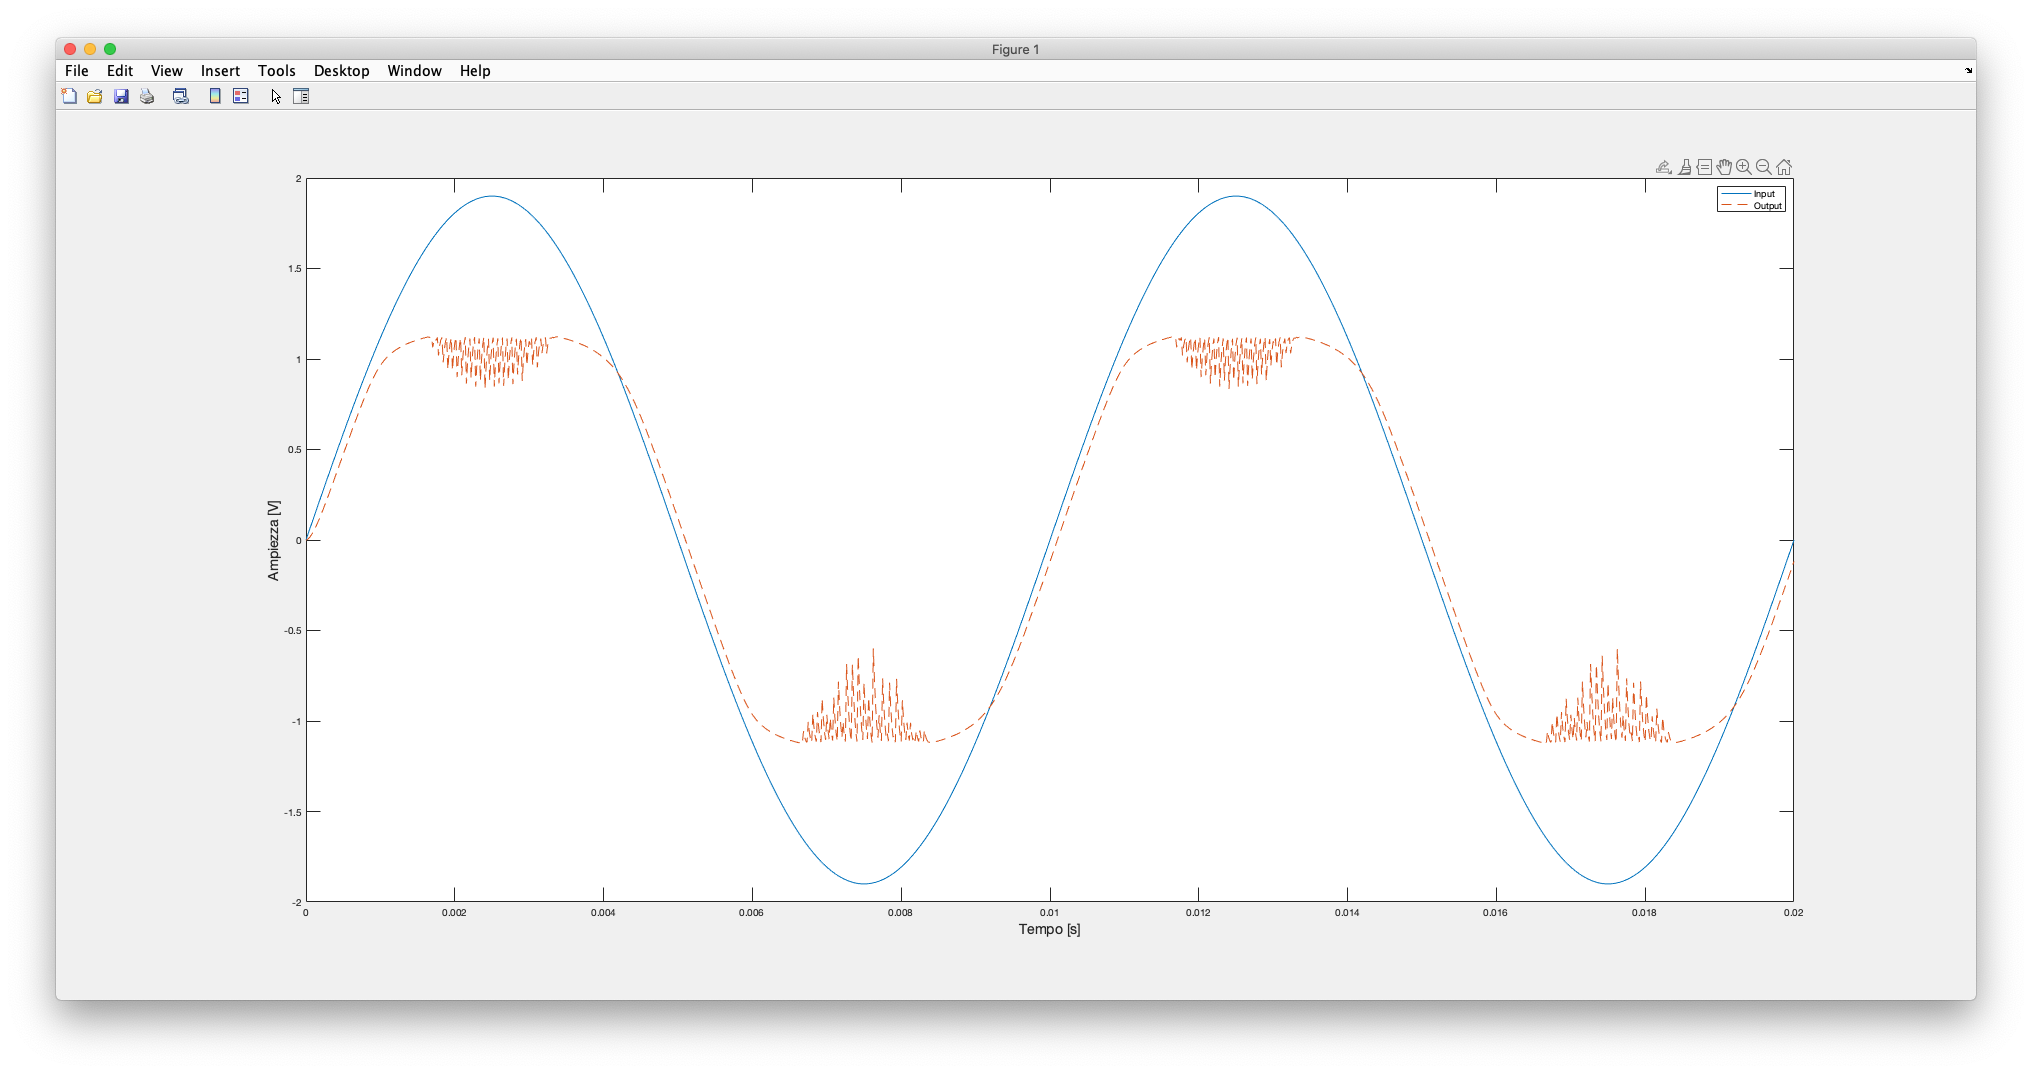 Figure 1
File Edit View Insert Tools Desktop Window Help
Input
Output
2
1.5
1
0.5
0
-0.5
-1
-1.5
-2
Ampiezza [V]
0 0.002 0.004 0.006 0.008 0.01 0.012 0.014 0.016 0.018 0.02
Tempo [s]